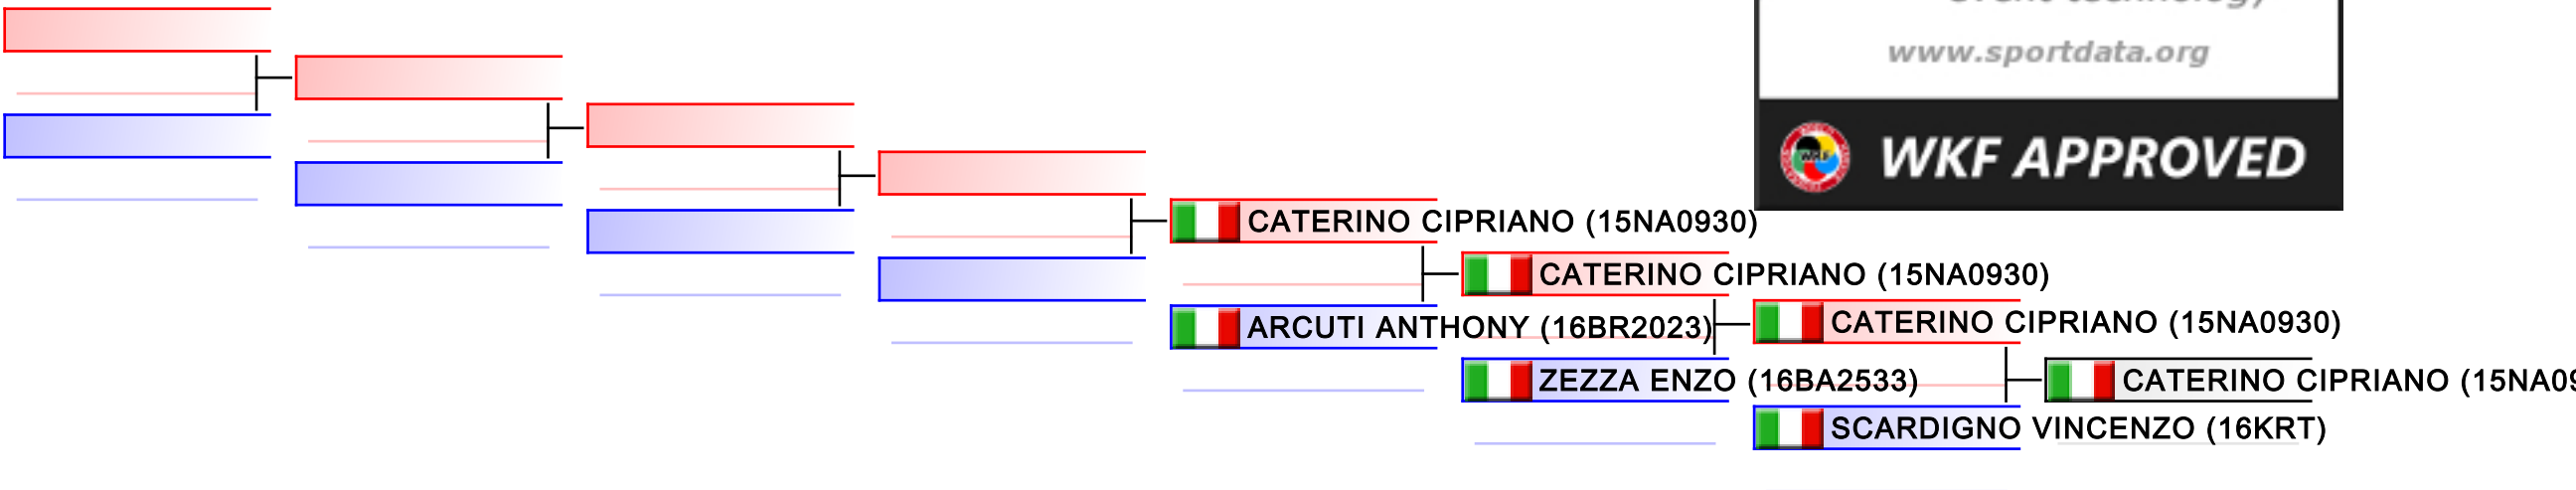 www.sportdata.org
WKF APPROVED
CATERINO CIPRIANO (15NA0930)
CATERINO CIPRIANO (15NA0930)
ARCUTI ANTHONY (16BR2023)
CATERINO CIPRIANO (15NA0930)
ZEZZA ENZO (16BA2533)
CATERINO CIPRIANO (15NA09
SCARDIGNO VINCENZO (16KRT)